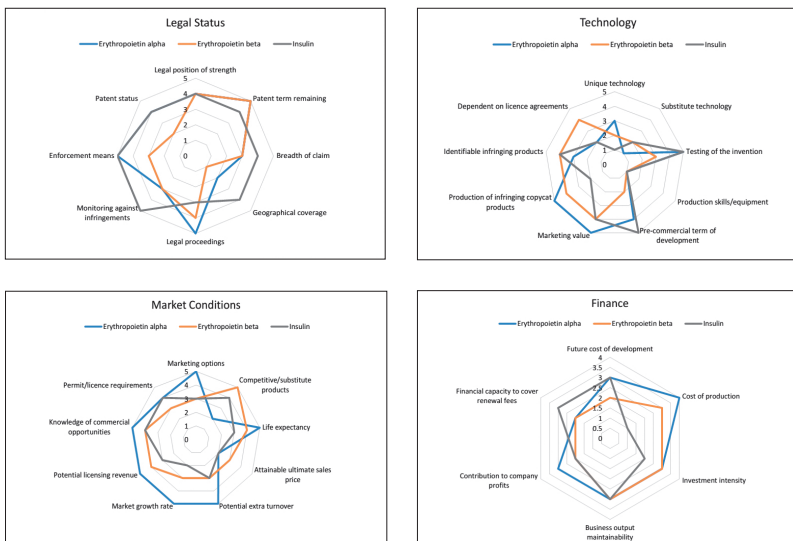 Legal Status
Erythropoietin alpha Erythropoietin beta Insulin
Legal position of strength
5
4
3
2
1
0
Patent term remaining
Breadth of claim
Geographical coverage
Legal proceedings
Monitoring against
infringements
Enforcement means
Patent status
Technology
Erythropoietin alpha Erythropoietin beta Insulin
Unique technology
5
4
3
2
1
0
Substitute technology
Testing of the invention
Production skills/equipment
Pre-commercial term of
development
Marketing value
Production of infringing copycat
products
Identifiable infringing products
Dependent on licence agreements
Market Conditions
Erythropoietin alpha Erythropoietin beta Insulin
Marketing options
5
4
3
2
1
0
Competitive/substitute
products
Life expectancy
Attainable ultimate sales
price
Potential extra turnover
Market growth rate
Potential licensing revenue
Knowledge of commercial
opportunities
Permit/licence requirements
Finance
Erythropoietin alpha Erythropoietin beta Insulin
Future cost of development
4
3.5
3
2.5
2
1.5
1
0.5
0
Cost of production
Investment intensity
Business output
maintainability
Contribution to company
profits
Financial capacity to cover
renewal fees